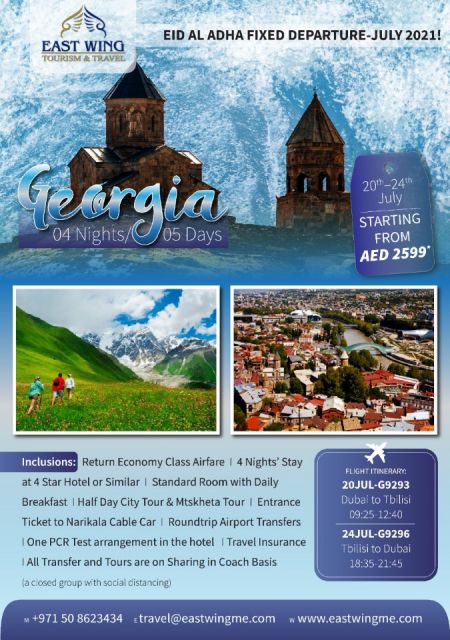 EAST WING
TOURISM & TRAVEL
EID AL ADHA FIXED DEPARTURE-JULY 2021!
Georgia
04 Nights/ 05 Days
20th-24th
July
STARTING
FROM
AED 2599*
Inclusions: Return Economy Class Airfare I 4 Nights' Stay
at 4 Star Hotel or Similar I Standard Room with Daily
Breakfast I Half Day City Tour & Mtskheta Tour I Entrance
Ticket to Narikala Cable Car I Roundtrip Airport Transfers
I One PCR Test arrangement in the hotel I Travel Insurance
I All Transfer and Tours are on Sharing in Coach Basis
(a closed group with social distancing)
FLIGHT ITINERARY:
20JUL-G9293
Dubai to Tbilisi
09:25-12:40
24JUL-G9296
Tbilisi to Dubai
18:35-21:45
M +971 50 8623434 E travel@eastwingme.com W www.eastwingme.com